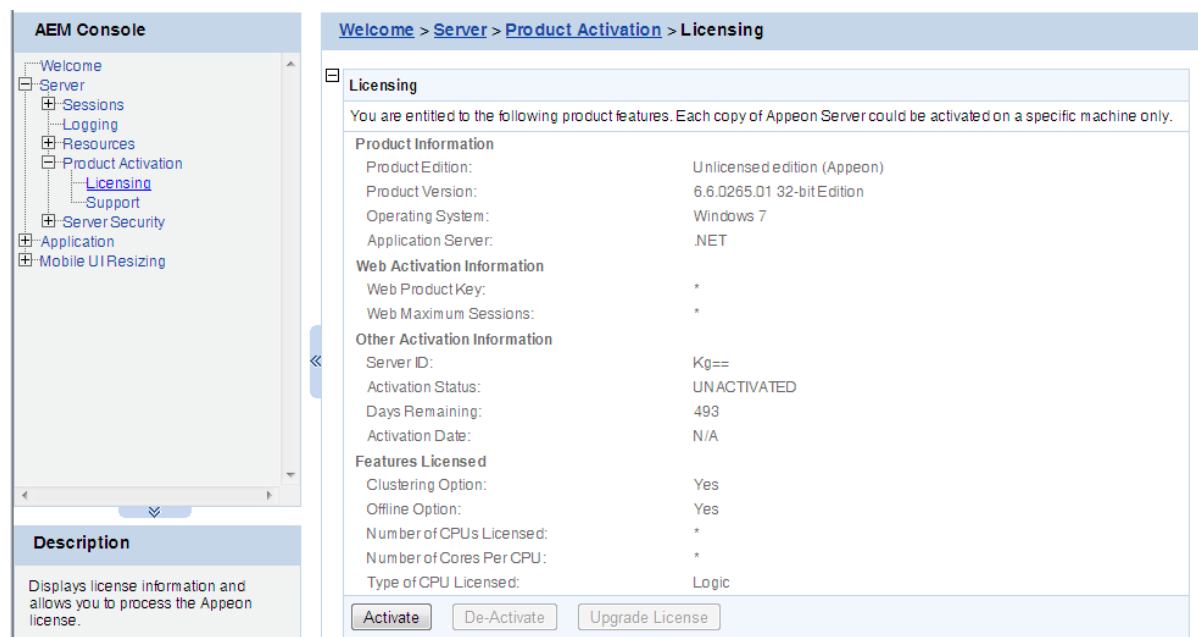 AEM Console
Welcome
Server
Sessions
Logging
Resources
Product Activation
Licensing
Support
Server Security
Application
Mobile UI Resizing
Description
Displays license information and
allows you to process the Appeon
license.
Welcome > Server > Product Activation > Licensing
Licensing
You are entitled to the following product features. Each copy of Appeon Server could be activated on a specific machine only.
Product Information
Product Edition: Unlicensed edition (Appeon)
Product Version: 6.6.0265.01 32-bit Edition
Operating System: Windows 7
Application Server: .NET
Web Activation Information
Web Product Key: *
Web Maximum Sessions: *
Other Activation Information
Server ID: Kg==
Activation Status: UNACTIVATED
Days Remaining: 493
Activation Date: N/A
Features Licensed
Clustering Option: Yes
Offline Option: Yes
Number of CPUs Licensed: *
Number of Cores Per CPU: *
Type of CPU Licensed: Logic
Activate De-Activate Upgrade License